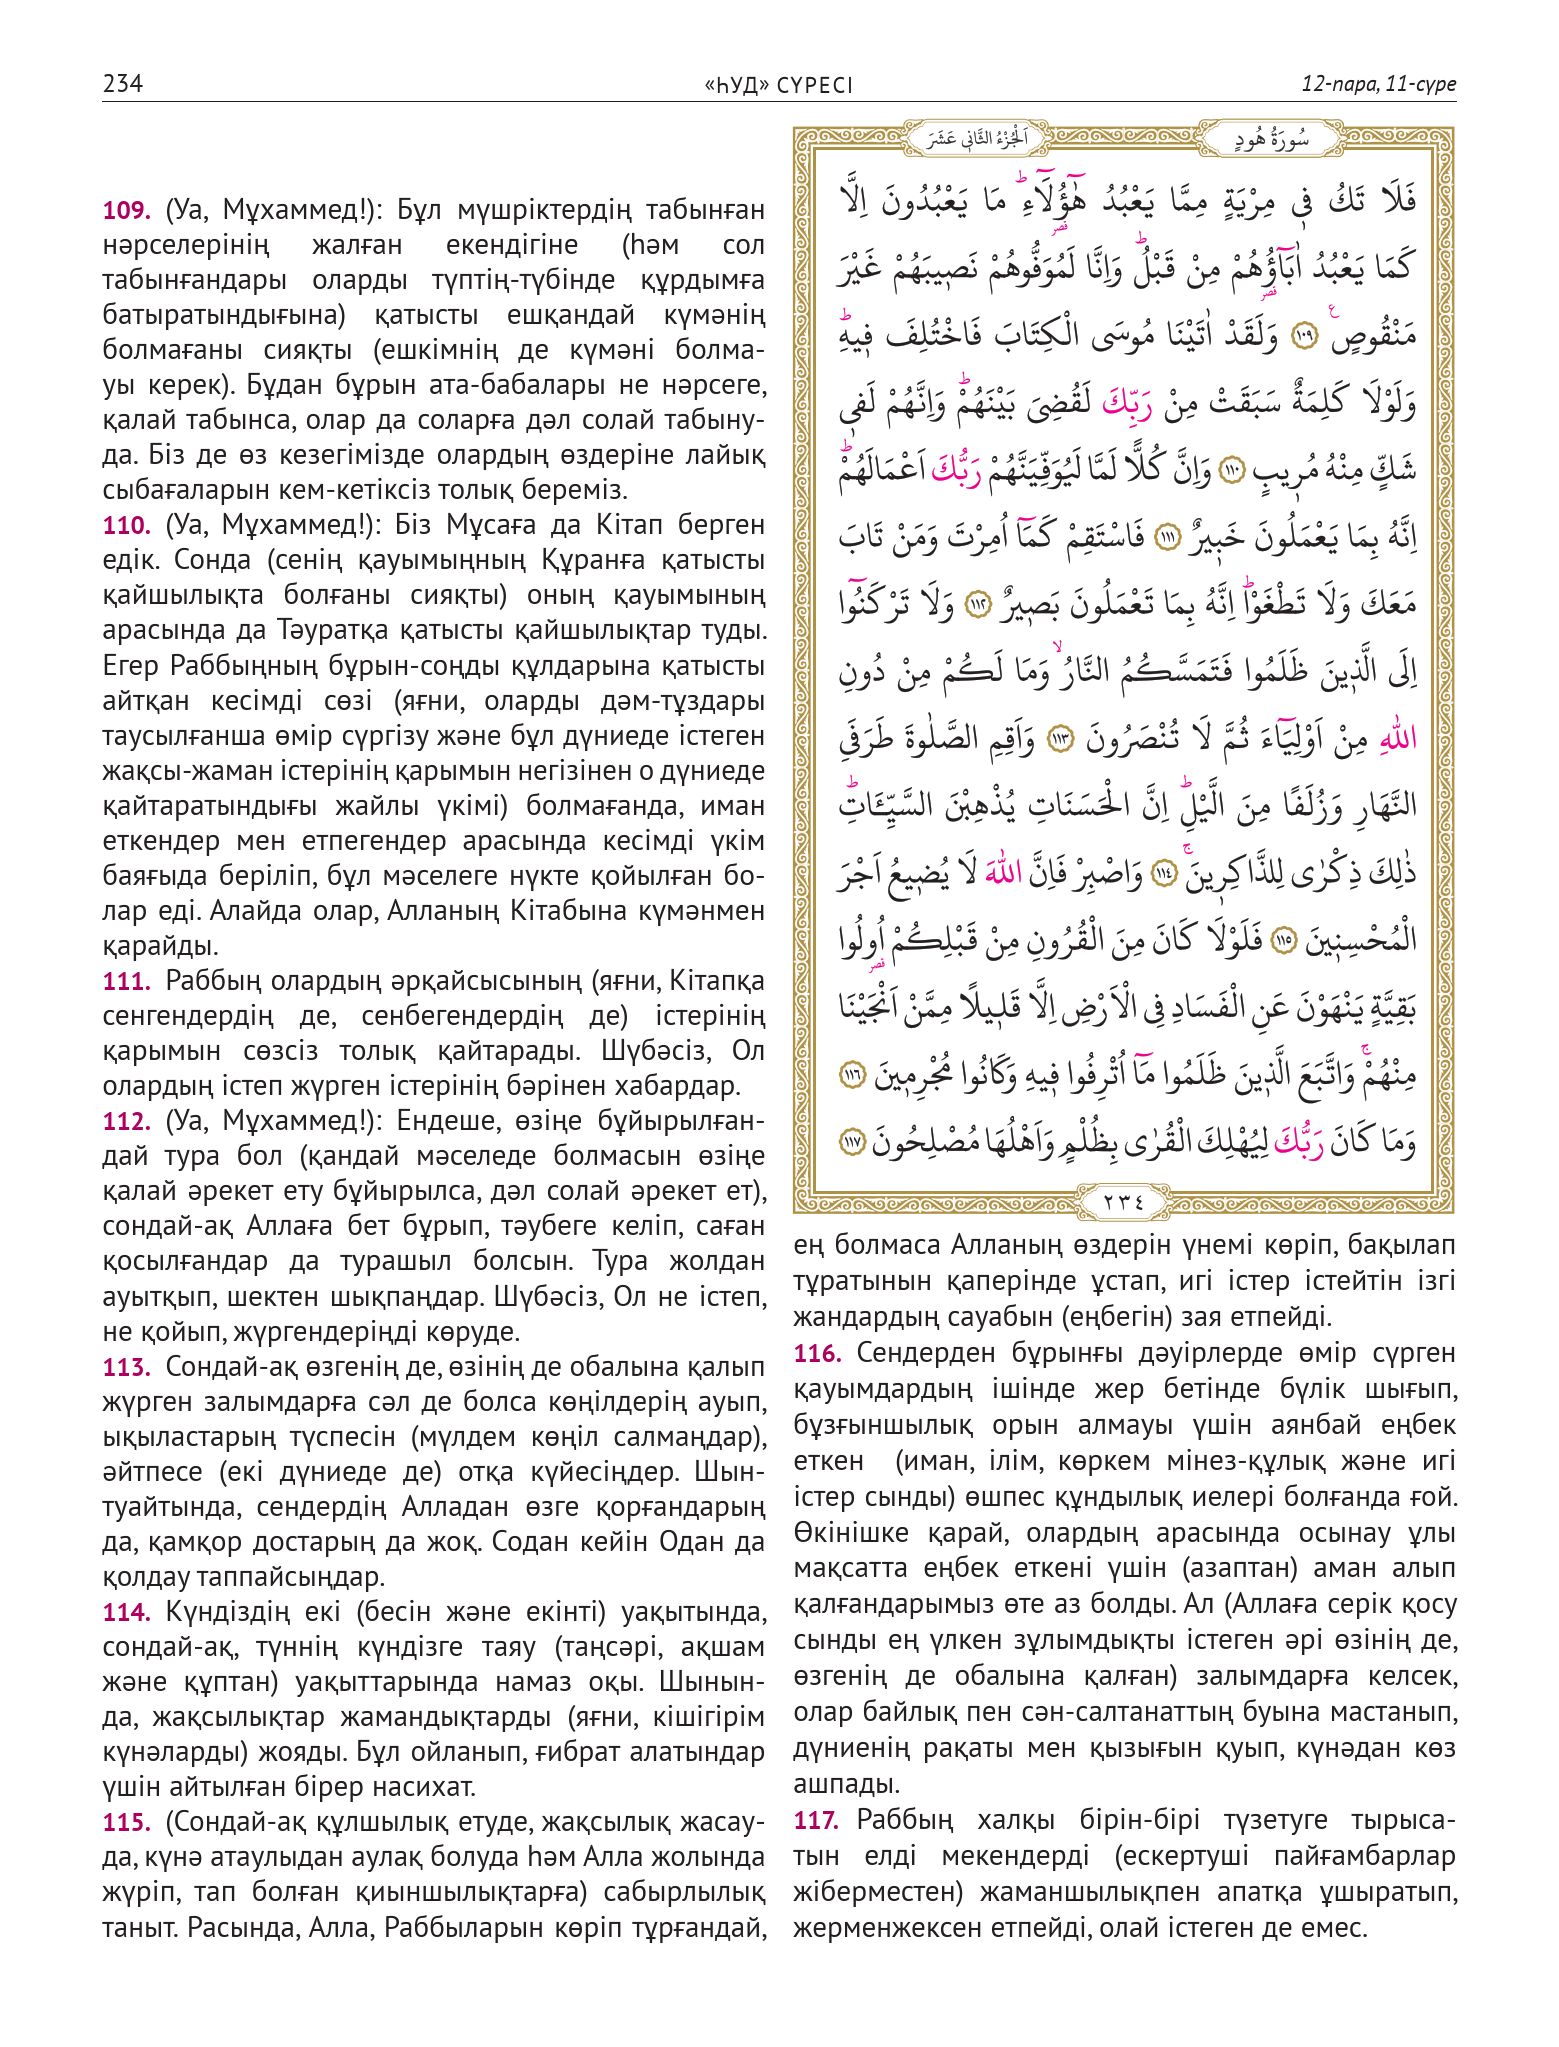 234
«ҺУД» СҮРЕСІ
12-пара, 11-сүре
109. (Уа, Мұхаммед!): Бұл мүшріктердің табынған
нәрселерінің жалған екендігіне (һәм сол
табынғандары оларды түптің-түбінде құрдымға
батыратындығына) қатысты ешқандай күмәнің
болмағаны сияқты (ешкімнің де күмәні болма-
уы керек). Бұдан бұрын ата-бабалары не нәрсеге,
қалай табынса, олар да соларға дәл солай табыну-
да. Біз де өз кезегімізде олардың өздеріне лайық
сыбағаларын кем-кетіксіз толық береміз.
110. (Уа, Мұхаммед!): Біз Мұсаға да Кітап берген
едік. Сонда (сенің қауымыңның Құранға қатысты
қайшылықта болғаны сияқты) оның қауымының
арасында да Тәуратқа қатысты қайшылықтар туды.
Егер Раббыңның бұрын-соңды құлдарына қатысты
айтқан кесімді сөзі (яғни, оларды дәм-тұздары
таусылғанша өмір сүргізу және бұл дүниеде істеген
жақсы-жаман істерінің қарымын негізінен о дүниеде
қайтаратындығы жайлы үкімі) болмағанда, иман
еткендер мен етпегендер арасында кесімді үкім
баяғыда беріліп, бұл мәселеге нүкте қойылған бо-
лар еді. Алайда олар, Алланың Кітабына күмәнмен
қарайды.
111. Раббың олардың әрқайсысының (яғни, Кітапқа
сенгендердің де, сенбегендердің де) істерінің
қарымын сөзсіз толық қайтарады. Шүбәсіз, Ол
олардың істеп жүрген істерінің бәрінен хабардар.
112. (Уа, Мұхаммед!): Ендеше, өзіңе бұйырылған-
дай тура бол (қандай мәселеде болмасын өзіңе
қалай әрекет ету бұйырылса, дәл солай әрекет ет),
сондай-ақ Аллаға бет бұрып, тәубеге келіп, саған
қосылғандар да турашыл болсын. Тура жолдан
ауытқып, шектен шықпаңдар. Шүбәсіз, Ол не істеп,
не қойып, жүргендеріңді көруде.
113. Сондай-ақ өзгенің де, өзінің де обалына қалып
жүрген залымдарға сәл де болса көңілдерің ауып,
ықыластарың түспесін (мүлдем көңіл салмаңдар),
әйтпесе (екі дүниеде де) отқа күйесіңдер. Шын-
туайтында, сендердің Алладан өзге қорғандарың
да, қамқор достарың да жоқ. Содан кейін Одан да
қолдау таппайсыңдар.
114. Күндіздің екі (бесін және екінті) уақытында,
сондай-ақ, түннің күндізге таяу (таңсәрі, ақшам
және құптан) уақыттарында намаз оқы. Шынын-
да, жақсылықтар жамандықтарды (яғни, кішігірім
күнәларды) жояды. Бұл ойланып, ғибрат алатындар
үшін айтылған бірер насихат.
115. (Сондай-ақ құлшылық етуде, жақсылық жасау-
да, күнә атаулыдан аулақ болуда һәм Алла жолында
жүріп, тап болған қиыншылықтарға) сабырлылық
таныт. Расында, Алла, Раббыларын көріп тұрғандай,
اَلْجُزْءُ الثَّانٖي عَشَرَ
سُورَةُ هُودٍ
فَلَا تَكُ فٖي مِرْيَةٍ مِمَّا يَعْبُدُ هٰٓؤُلَٓاءِۜ مَا يَعْبُدُونَ اِلَّا
كَمَا يَعْبُدُ اٰبَٓاؤُ۬هُمْ مِنْ قَبْلُۜ وَاِنَّا لَمُوَفُّوهُمْ نَصٖيبَهُمْ غَيْرَ
مَنْقُوصٍ ﴿١٠٩﴾ وَلَقَدْ اٰتَيْنَا مُوسَى الْكِتَابَ فَاخْتُلِفَ فٖيهِۜ
وَلَوْلَا كَلِمَةٌ سَبَقَتْ مِنْ رَبِّكَ لَقُضِيَ بَيْنَهُمْۜ وَاِنَّهُمْ لَفٖي
شَكٍّ مِنْهُ مُرٖيبٍ ﴿١١٠﴾ وَاِنَّ كُلًّا لَمَّا لَيُوَفِّيَنَّهُمْ رَبُّكَ اَعْمَالَهُمْۜ
اِنَّهُ بِمَا يَعْمَلُونَ خَبٖيرٌ ﴿١١١﴾ فَاسْتَقِمْ كَمَٓا اُمِرْتَ وَمَنْ تَابَ
مَعَكَ وَلَا تَطْغَوْاۜ اِنَّهُ بِمَا تَعْمَلُونَ بَصٖيرٌ ﴿١١٢﴾ وَلَا تَرْكَنُٓوا
اِلَى الَّذٖينَ ظَلَمُوا فَتَمَسَّكُمُ النَّارُۙ وَمَا لَكُمْ مِنْ دُونِ
اللّٰهِ مِنْ اَوْلِيَٓاءَ ثُمَّ لَا تُنْصَرُونَ ﴿١١٣﴾ وَاَقِمِ الصَّلٰوةَ طَرَفَيِ
النَّهَارِ وَزُلَفًا مِنَ الَّيْلِۜ اِنَّ الْحَسَنَاتِ يُذْهِبْنَ السَّيِّـَٔاتِۜ
ذٰلِكَ ذِكْرٰى لِلذَّاكِرٖينَۚ ﴿١١٤﴾ وَاصْبِرْ فَاِنَّ اللّٰهَ لَا يُضٖيعُ اَجْرَ
الْمُحْسِنٖينَ ﴿١١٥﴾ فَلَوْلَا كَانَ مِنَ الْقُرُونِ مِنْ قَبْلِكُمْ اُو۬لُوا
بَقِيَّةٍ يَنْهَوْنَ عَنِ الْفَسَادِ فِي الْاَرْضِ اِلَّا قَلٖيلًا مِمَّنْ اَنْجَيْنَا
مِنْهُمْۚ وَاتَّبَعَ الَّذٖينَ ظَلَمُوا مَٓا اُتْرِفُوا فٖيهِ وَكَانُوا مُجْرِمٖينَ ﴿١١٦﴾
وَمَا كَانَ رَبُّكَ لِيُهْلِكَ الْقُرٰى بِظُلْمٍ وَاَهْلُهَا مُصْلِحُونَ ﴿١١٧﴾
٢٣٤
ең болмаса Алланың өздерін үнемі көріп, бақылап
тұратынын қаперінде ұстап, игі істер істейтін ізгі
жандардың сауабын (еңбегін) зая етпейді.
116. Сендерден бұрынғы дәуірлерде өмір сүрген
қауымдардың ішінде жер бетінде бүлік шығып,
бұзғыншылық орын алмауы үшін аянбай еңбек
еткен (иман, ілім, көркем мінез-құлық және игі
істер сынды) өшпес құндылық иелері болғанда ғой.
Өкінішке қарай, олардың арасында осынау ұлы
мақсатта еңбек еткені үшін (азаптан) аман алып
қалғандарымыз өте аз болды. Ал (Аллаға серік қосу
сынды ең үлкен зұлымдықты істеген әрі өзінің де,
өзгенің де обалына қалған) залымдарға келсек,
олар байлық пен сән-салтанаттың буына мастанып,
дүниенің рақаты мен қызығын қуып, күнәдан көз
ашпады.
117. Раббың халқы бірін-бірі түзетуге тырыса-
тын елді мекендерді (ескертуші пайғамбарлар
жіберместен) жаманшылықпен апатқа ұшыратып,
жерменжексен етпейді, олай істеген де емес.